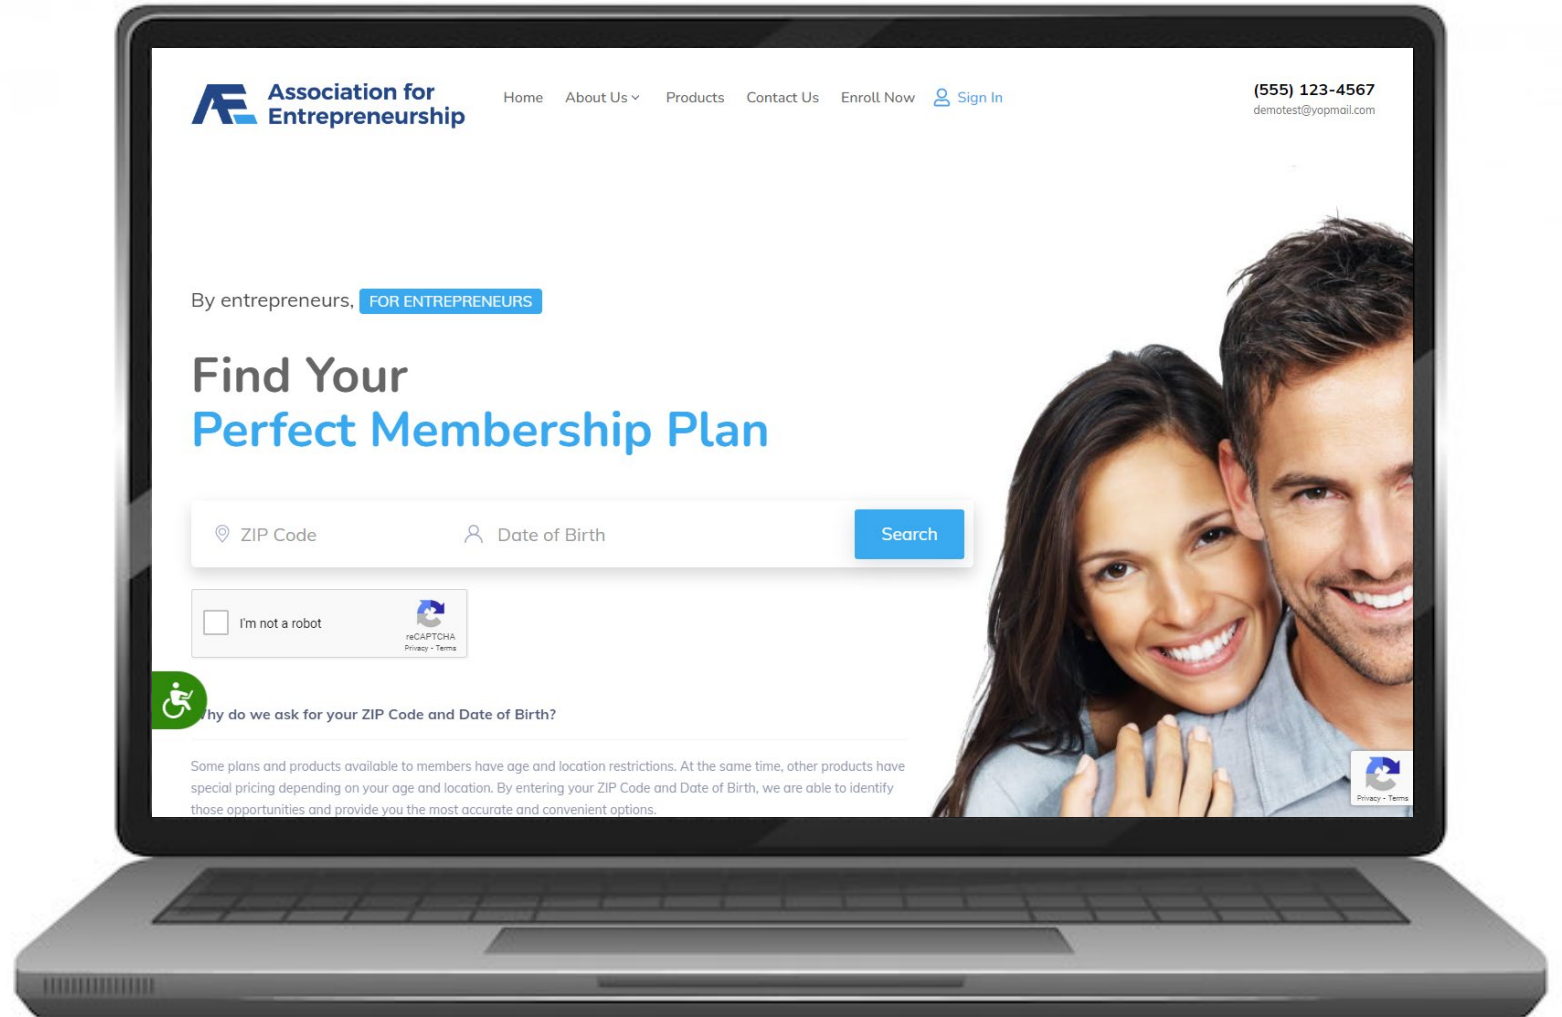 Association for
Entrepreneurship
Home About Us Products Contact Us Enroll Now Sign In
(555) 123-4567
demotest@yopmail.com
By entrepreneurs, FOR ENTREPRENEURS
Find Your
Perfect Membership Plan
ZIP Code Date of Birth Search
I'm not a robot
reCAPTCHA
Privacy - Terms
hy do we ask for your ZIP Code and Date of Birth?
Some plans and products available to members have age and location restrictions. At the same time, other products have
special pricing depending on your age and location. By entering your ZIP Code and Date of Birth, we are able to identify
those opportunities and provide you the most accurate and convenient options.
Privacy - Terms